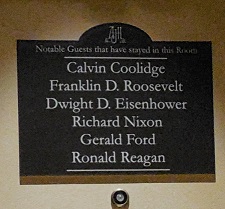 AJH
Notable Guests that have stayed in this Room
Calvin Coolidge
Franklin D. Roosevelt
Dwight D. Eisenhower
Richard Nixon
Gerald Ford
Ronald Reagan